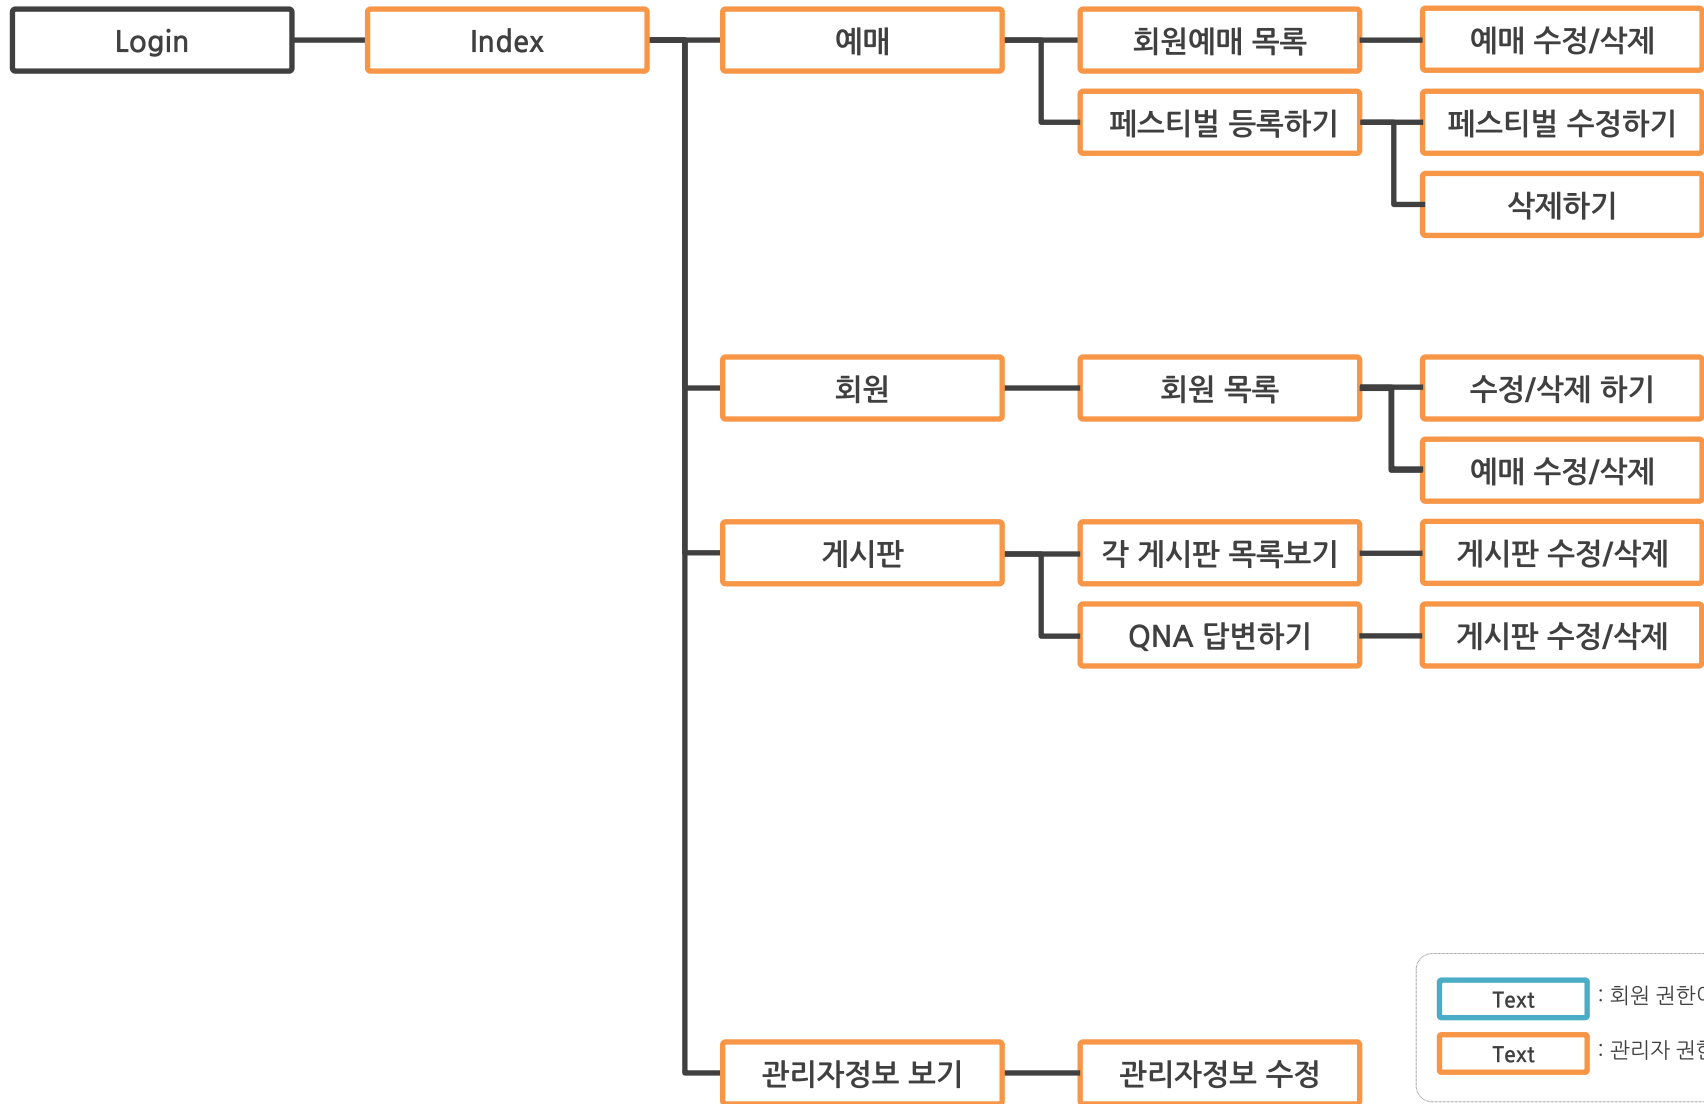 Login
Index
예매
회원예매 목록
예매 수정/삭제
페스티벌 등록하기
페스티벌 수정하기
삭제하기
회원
회원 목록
수정/삭제 하기
예매 수정/삭제
게시판
각 게시판 목록보기
게시판 수정/삭제
QNA 답변하기
게시판 수정/삭제
관리자정보 보기
관리자정보 수정
Text
: 회원
Text
: 관리자